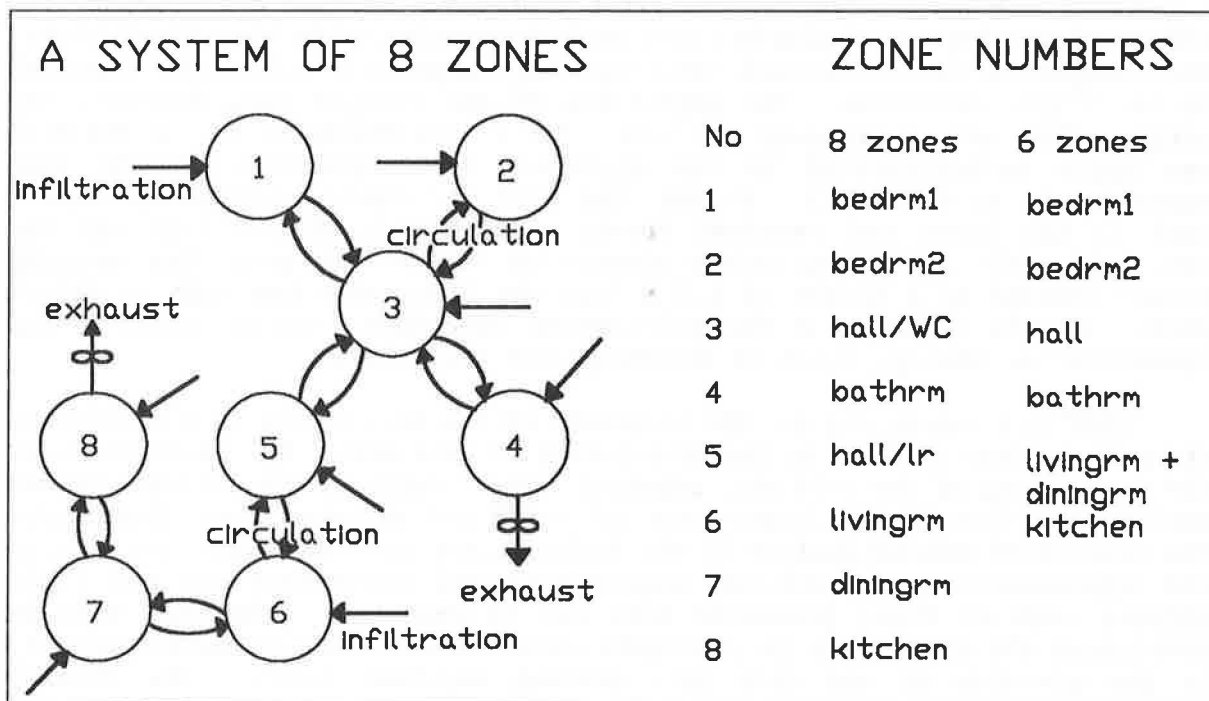 A SYSTEM OF 8 ZONES
infiltration
1
2
circulation
3
exhaust
8
5
4
circulation
exhaust
7
6
infiltration
ZONE NUMBERS
No 8 zones 6 zones
1 bedrm1 bedrm1
2 bedrm2 bedrm2
3 hall/WC hall
4 bathrm bathrm
5 hall/lr livingrm +
diningrm
6 livingrm kitchen
7 diningrm
8 kitchen